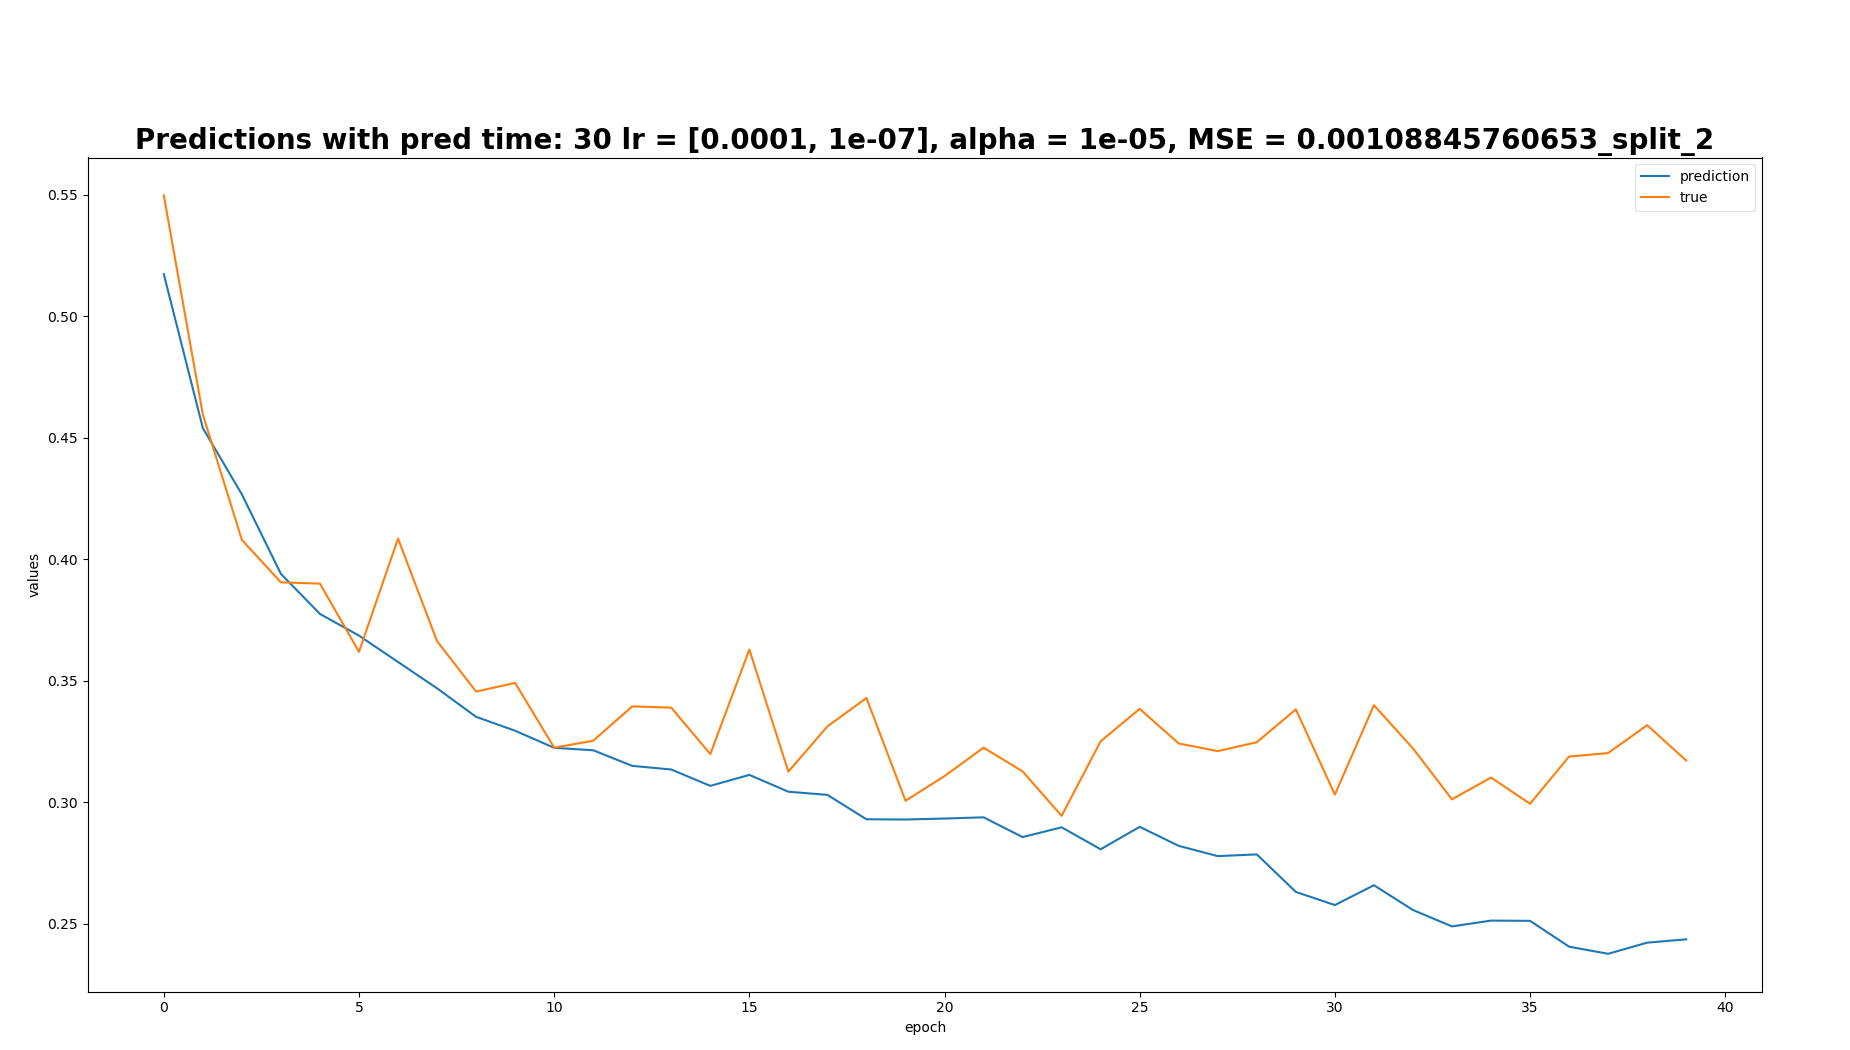 Predictions with pred time: 30 lr = [0.0001, 1e-07], alpha = 1e-05, MSE = 0.00108845760653_split_2
prediction
true
0.55
0.50
0.45
0.40
0.35
0.30
0.25
values
0 5 10 15 20 25 30 35 40
epoch